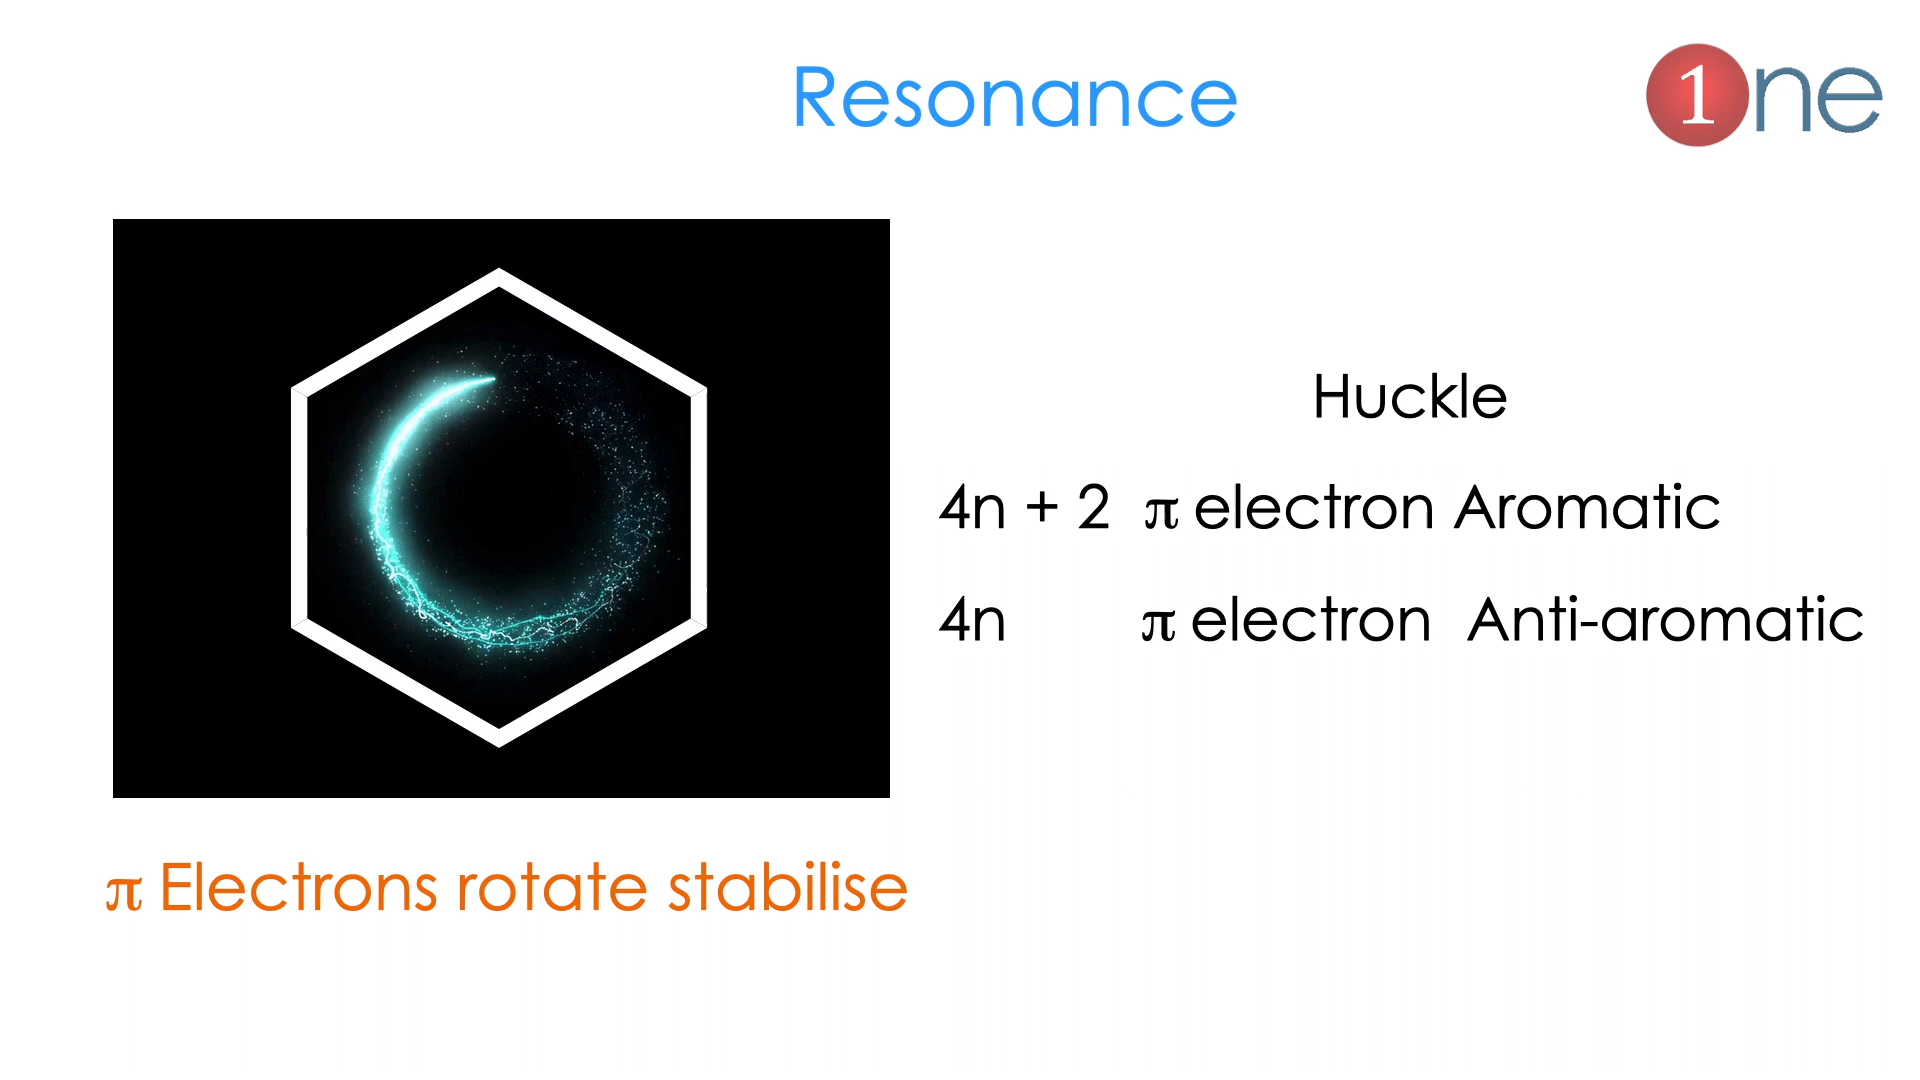 Resonance
1ne
Huckle
4n + 2 π electron Aromatic
4n π electron Anti-aromatic
π Electrons rotate stabilise